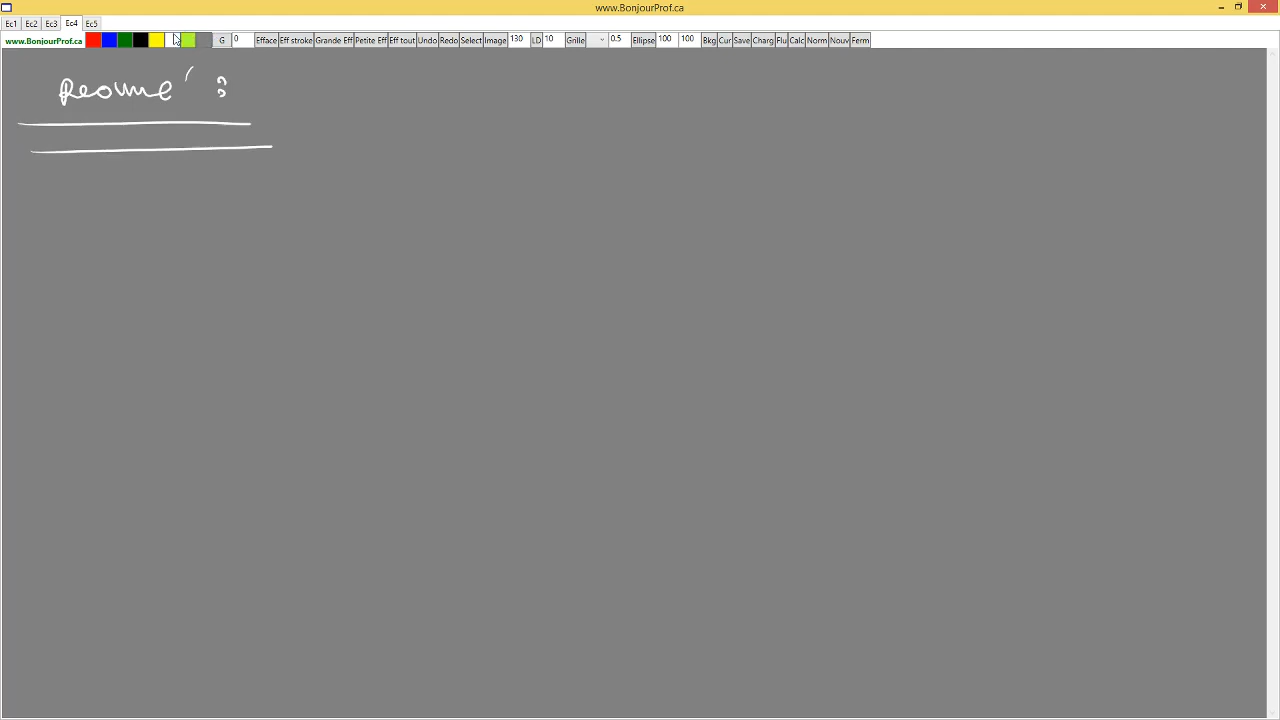 www.BonjourProf.ca
Ec1 Ec2 Ec3 Ec4 Ec5
www.BonjourProf.ca G 0 Efface Eff stroke Grande Eff Petite Eff Eff tout Undo Redo Select Image 130 LD 10 Grille 0.5 Ellipse 100 100 Bkg Cur Save Charg Flu Calc Norm Nouv Ferm
Resumé :